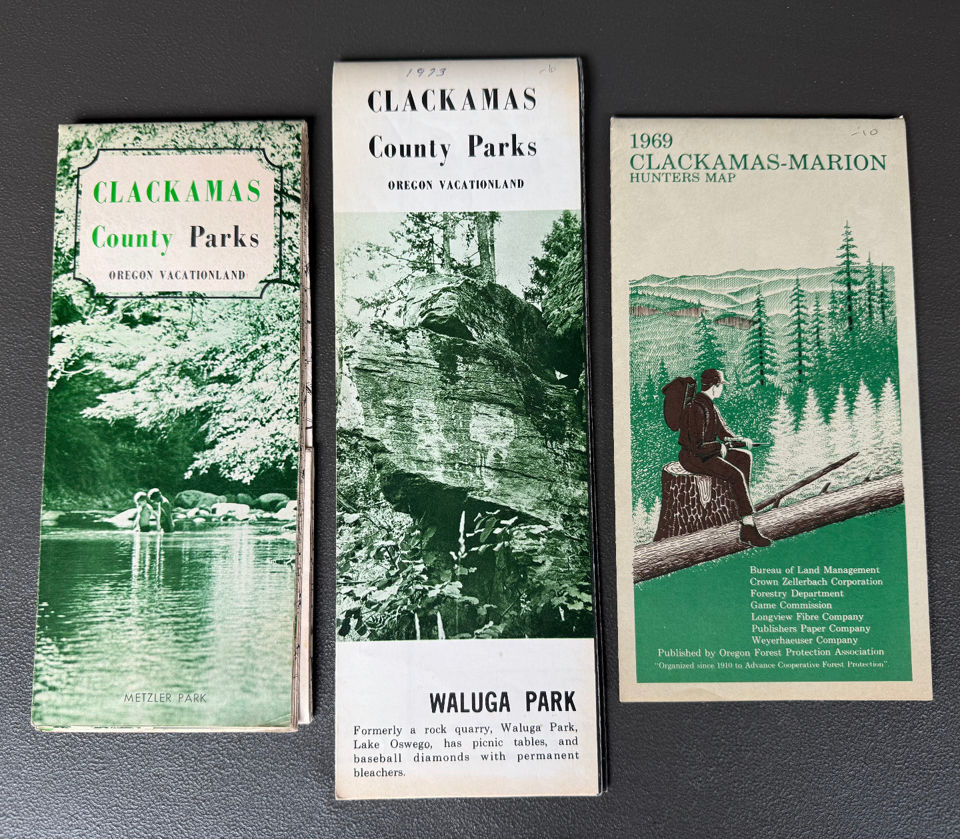 CLACKAMAS
County Parks
OREGON VACATIONLAND
METZLER PARK
1973
CLACKAMAS
County Parks
OREGON VACATIONLAND
WALUGA PARK
Formerly a rock quarry, Waluga Park,
Lake Oswego, has picnic tables, and
baseball diamonds with permanent
bleachers.
1969
CLACKAMAS-MARION
HUNTERS MAP
Bureau of Land Management
Crown Zellerbach Corporation
Forestry Department
Game Commission
Longview Fibre Company
Publishers Paper Company
Weyerhaeuser Company
Published by Oregon Forest Protection Association
"Organized since 1910 to Advance Cooperative Forest Protection"